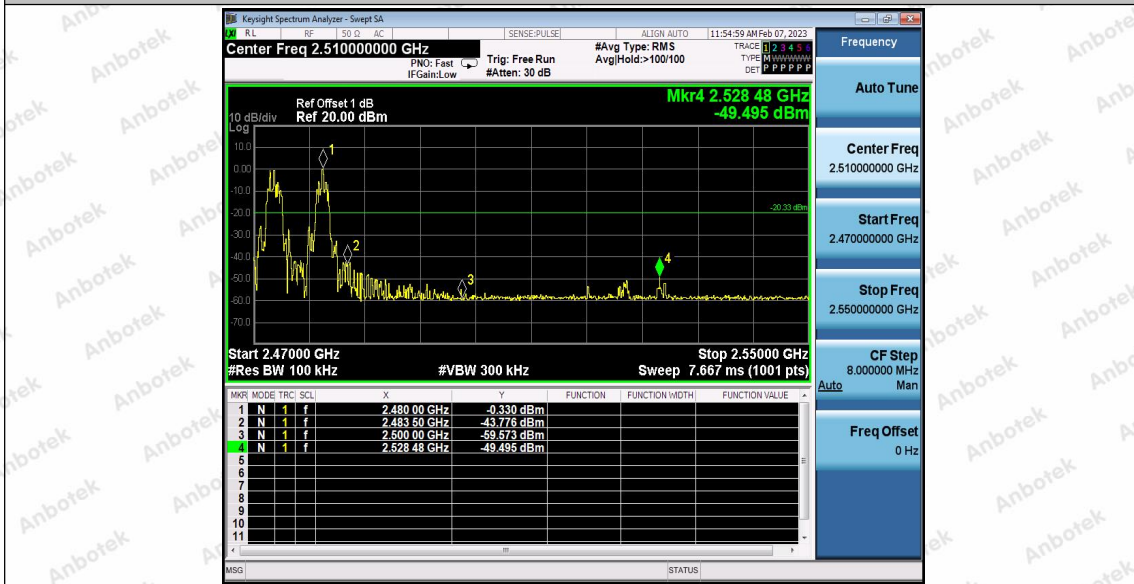 Keysight Spectrum Analyzer - Swept SA
LXI RL RF 50 Ω AC SENSE:PULSE ALIGN AUTO 11:54:59 AM Feb 07, 2023
Center Freq 2.510000000 GHz
PNO: Fast
IFGain:Low
Trig: Free Run
#Atten: 30 dB
#Avg Type: RMS
Avg|Hold:>100/100
TRACE 1 2 3 4 5 6
TYPE M W W W W W
DET P P P P P P
Mkr4 2.528 48 GHz
-49.495 dBm
10 dB/div
Log
Ref Offset 1 dB
Ref 20.00 dBm
10.0
0.00
-10.0
-20.0
-30.0
-40.0
-50.0
-60.0
-70.0
1
2
3
4
-20.33 dBm
Start 2.47000 GHz
Stop 2.55000 GHz
#Res BW 100 kHz
#VBW 300 kHz
Sweep 7.667 ms (1001 pts)
MKR MODE TRC SCL X Y FUNCTION FUNCTION WIDTH FUNCTION VALUE
1 N 1 f 2.480 00 GHz -0.330 dBm
2 N 1 f 2.483 50 GHz -43.776 dBm
3 N 1 f 2.500 00 GHz -59.573 dBm
4 N 1 f 2.528 48 GHz -49.495 dBm
5
6
7
8
9
10
11
MSG
STATUS
Frequency
Auto Tune
Center Freq
2.510000000 GHz
Start Freq
2.470000000 GHz
Stop Freq
2.550000000 GHz
CF Step
8.000000 MHz
Auto Man
Freq Offset
0 Hz
Anbotek